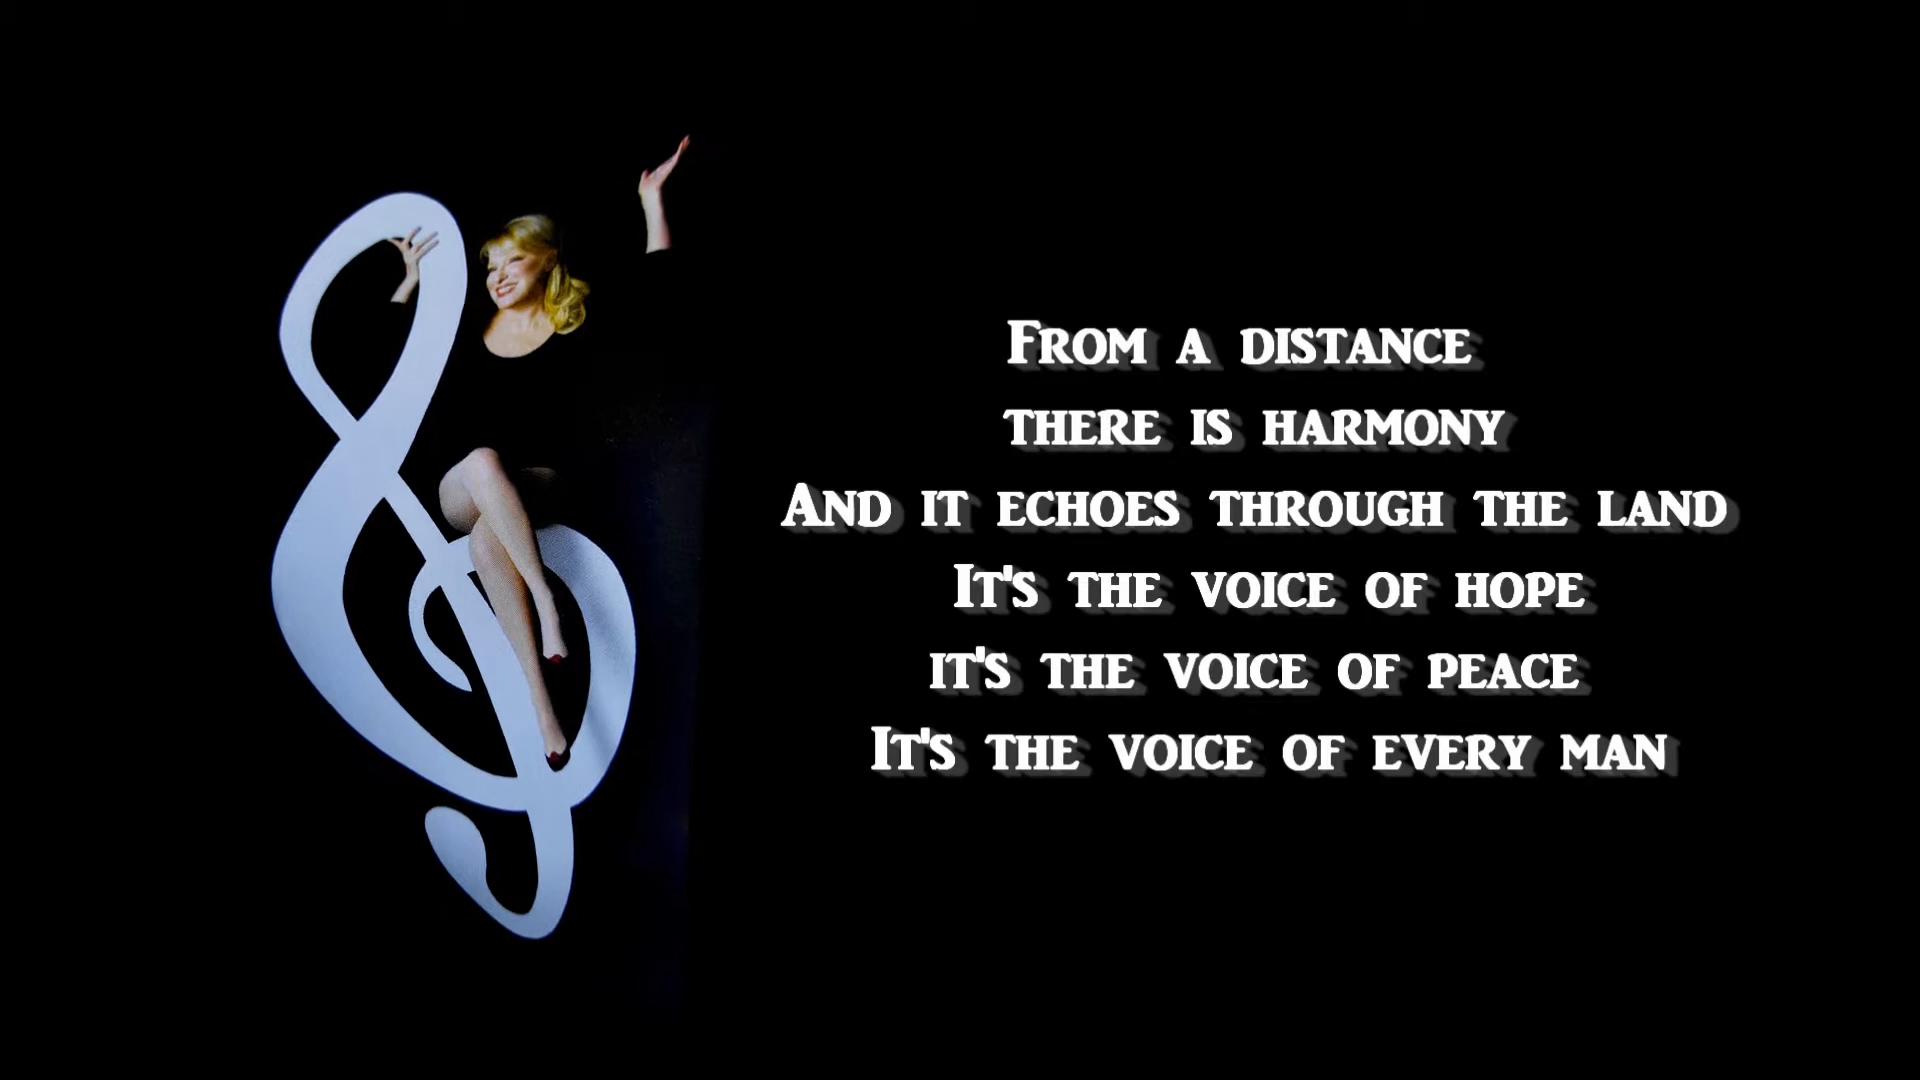 From a distance
there is harmony
And it echoes through the land
It's the voice of hope
it's the voice of peace
It's the voice of every man